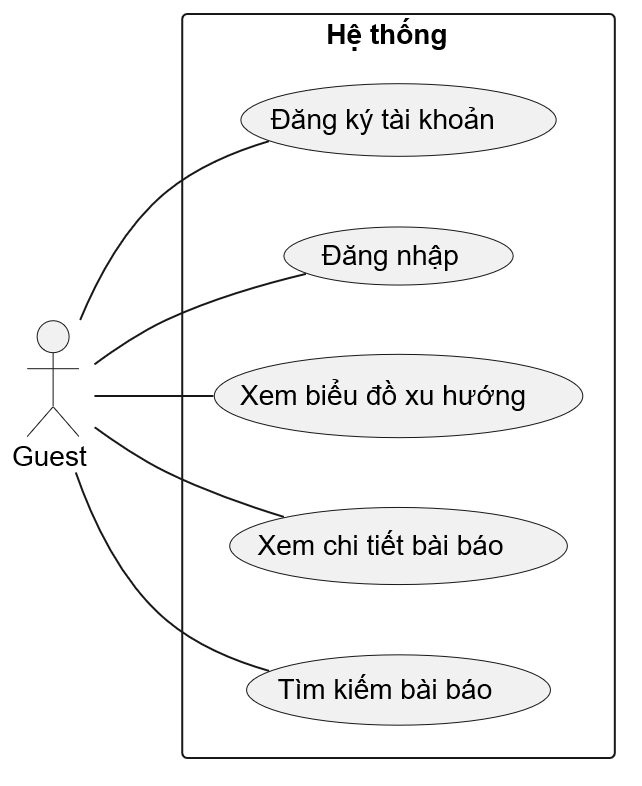 Hệ thống
Đăng ký tài khoản
Đăng nhập
Xem biểu đồ xu hướng
Guest
Xem chi tiết bài báo
Tìm kiếm bài báo